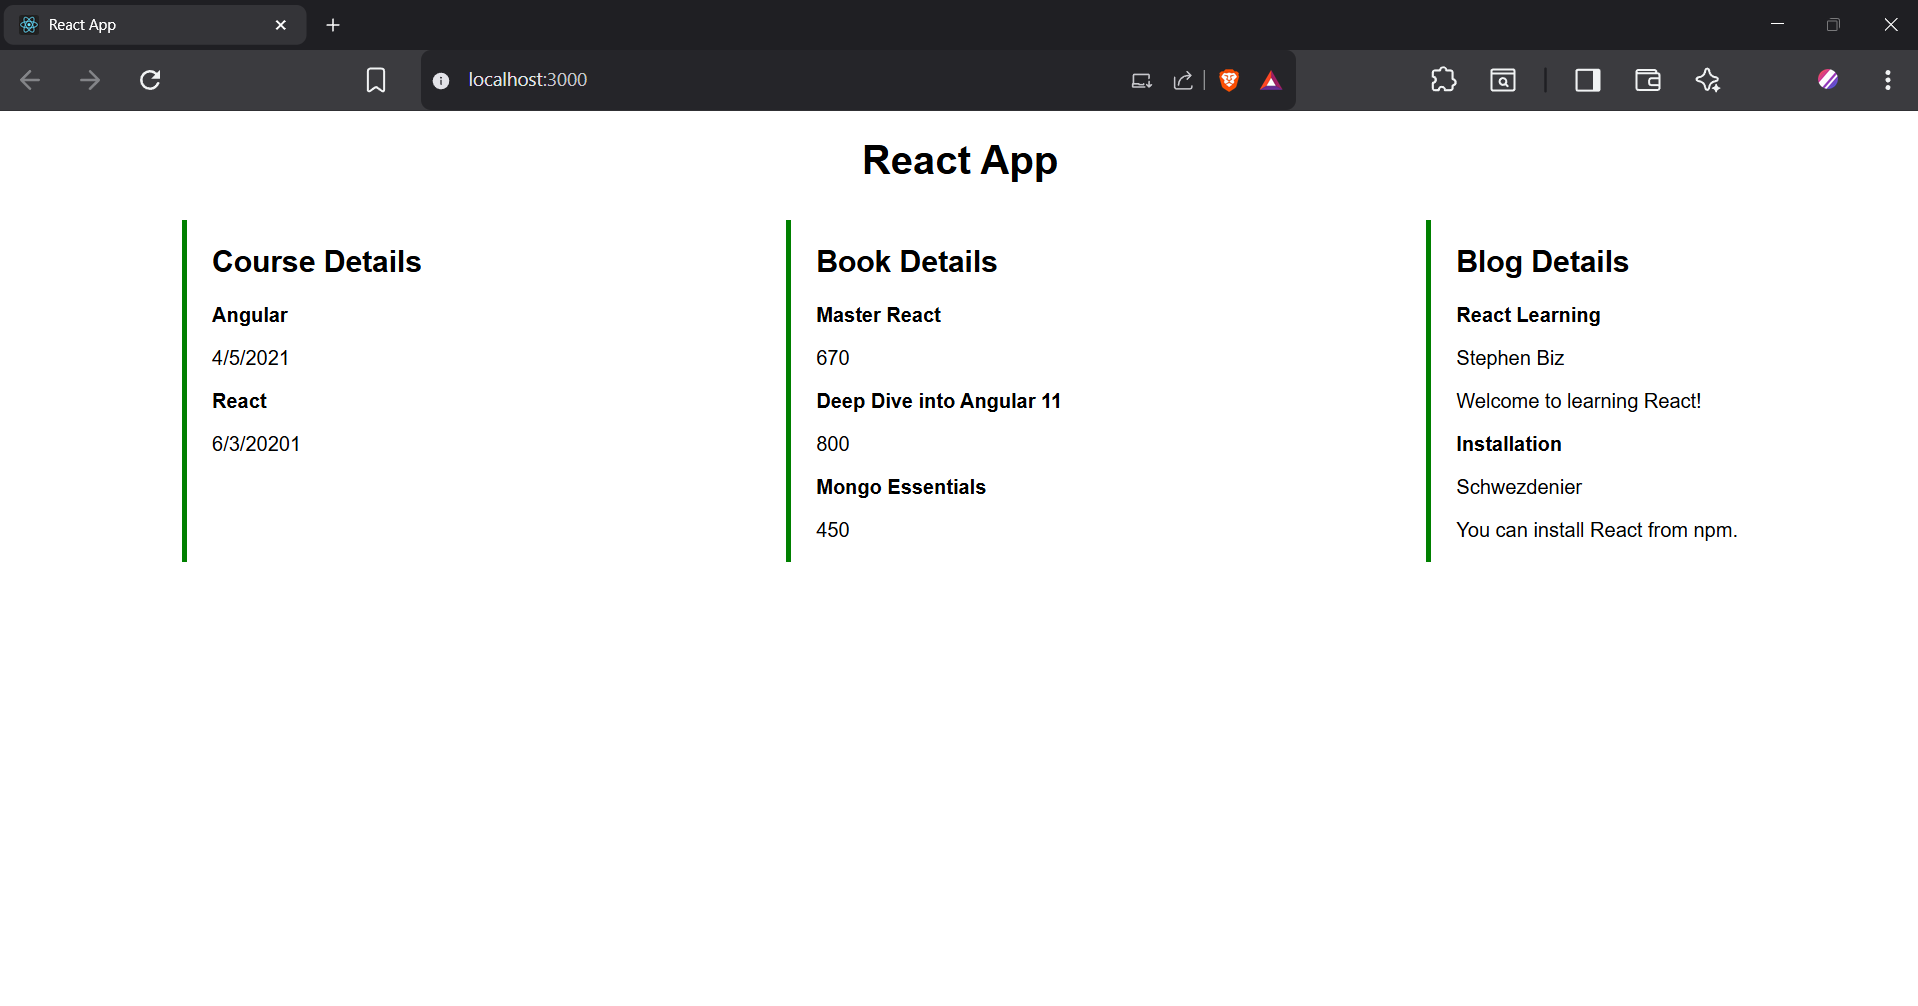 React App
localhost:3000
React App
Course Details
Angular
4/5/2021
React
6/3/20201
Book Details
Master React
670
Deep Dive into Angular 11
800
Mongo Essentials
450
Blog Details
React Learning
Stephen Biz
Welcome to learning React!
Installation
Schwezdenier
You can install React from npm.